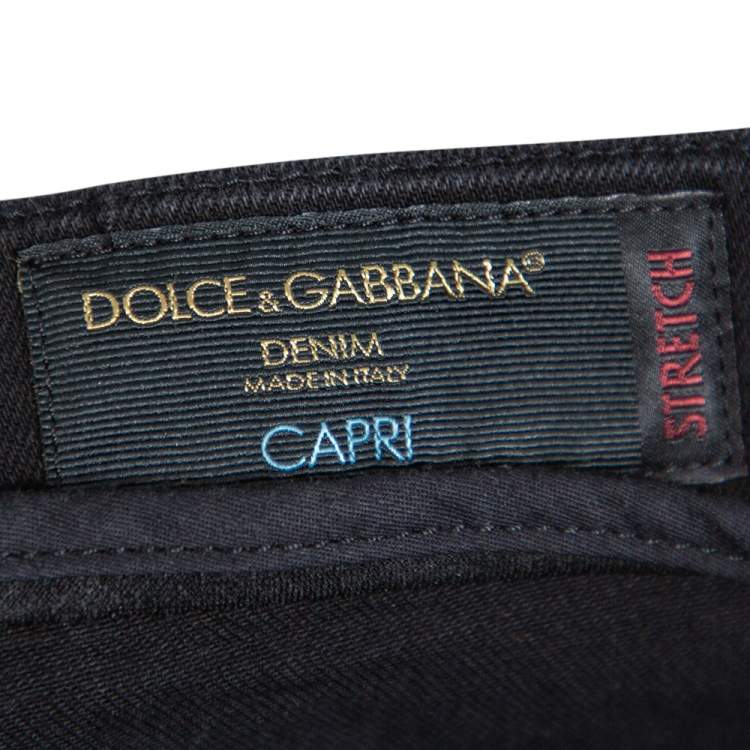 DOLCE & GABBANA®
DENIM
MADE IN ITALY
CAPRI
STRETCH